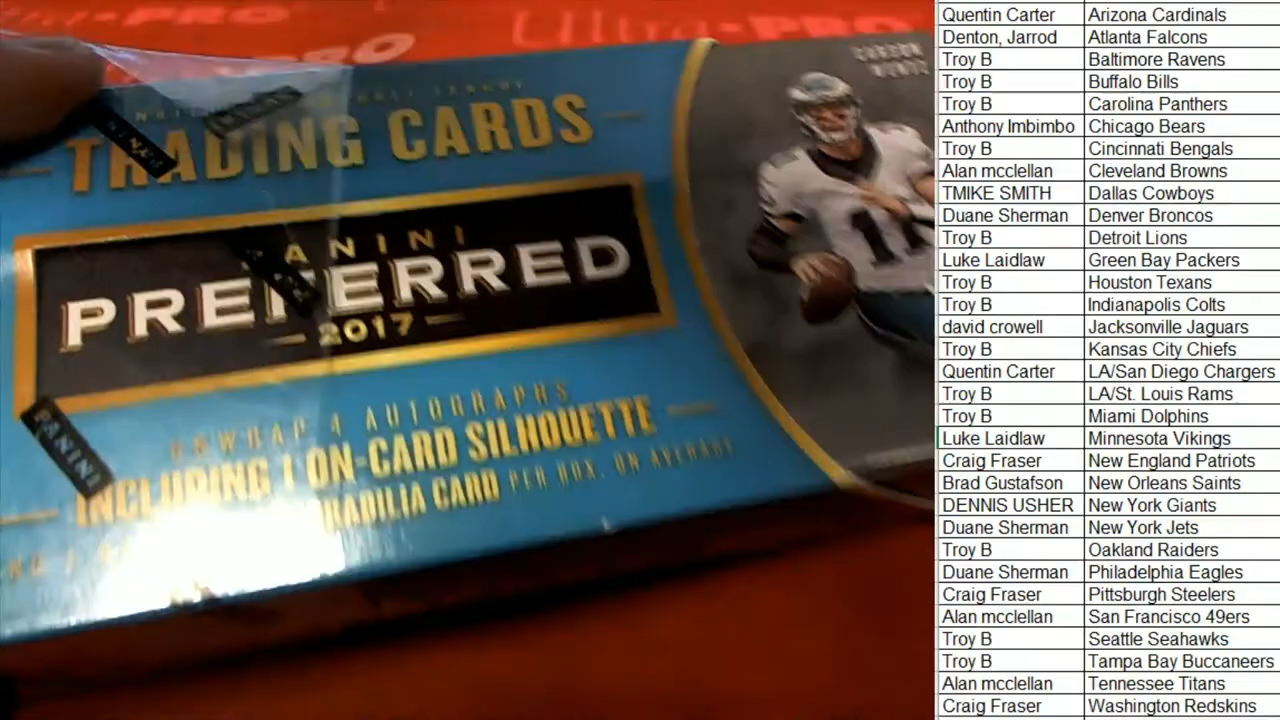 Ultra-PRO
TRADING CARDS
PANINI
PREFERRED
2017
4 AUTOGRAPHS
INCLUDING 1 ON-CARD SILHOUETTE
CARD PER BOX, ON AVERAGE
PANINI
CARSON
WENTZ
Quentin Carter Arizona Cardinals
Denton, Jarrod Atlanta Falcons
Troy B Baltimore Ravens
Troy B Buffalo Bills
Troy B Carolina Panthers
Anthony Imbimbo Chicago Bears
Troy B Cincinnati Bengals
Alan mcclellan Cleveland Browns
TMIKE SMITH Dallas Cowboys
Duane Sherman Denver Broncos
Troy B Detroit Lions
Luke Laidlaw Green Bay Packers
Troy B Houston Texans
Troy B Indianapolis Colts
david crowell Jacksonville Jaguars
Troy B Kansas City Chiefs
Quentin Carter LA/San Diego Chargers
Troy B LA/St. Louis Rams
Troy B Miami Dolphins
Luke Laidlaw Minnesota Vikings
Craig Fraser New England Patriots
Brad Gustafson New Orleans Saints
DENNIS USHER New York Giants
Duane Sherman New York Jets
Troy B Oakland Raiders
Duane Sherman Philadelphia Eagles
Craig Fraser Pittsburgh Steelers
Alan mcclellan San Francisco 49ers
Troy B Seattle Seahawks
Troy B Tampa Bay Buccaneers
Alan mcclellan Tennessee Titans
Craig Fraser Washington Redskins